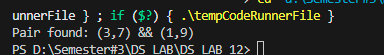 unnerFile } ; if ($?) { .\tempCodeRunnerFile }
Pair found: (3,7) && (1,9)
PS D:\Semester#3\DS LAB\DS LAB 12>